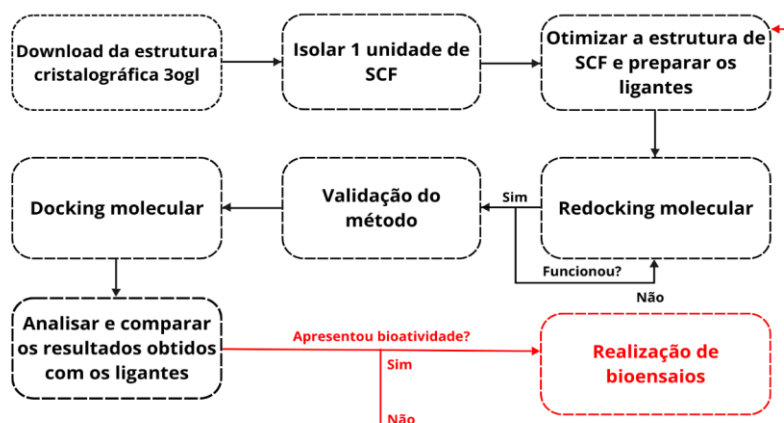 Download da estrutura
cristalográfica 3ogl
Isolar 1 unidade de
SCF
Otimizar a estrutura de
SCF e preparar os
ligantes
Docking molecular
Validação do
método
Sim
Redocking molecular
Funcionou?
Não
Analisar e comparar
os resultados obtidos
com os ligantes
Apresentou bioatividade?
Sim
Não
Realização de
bioensaios